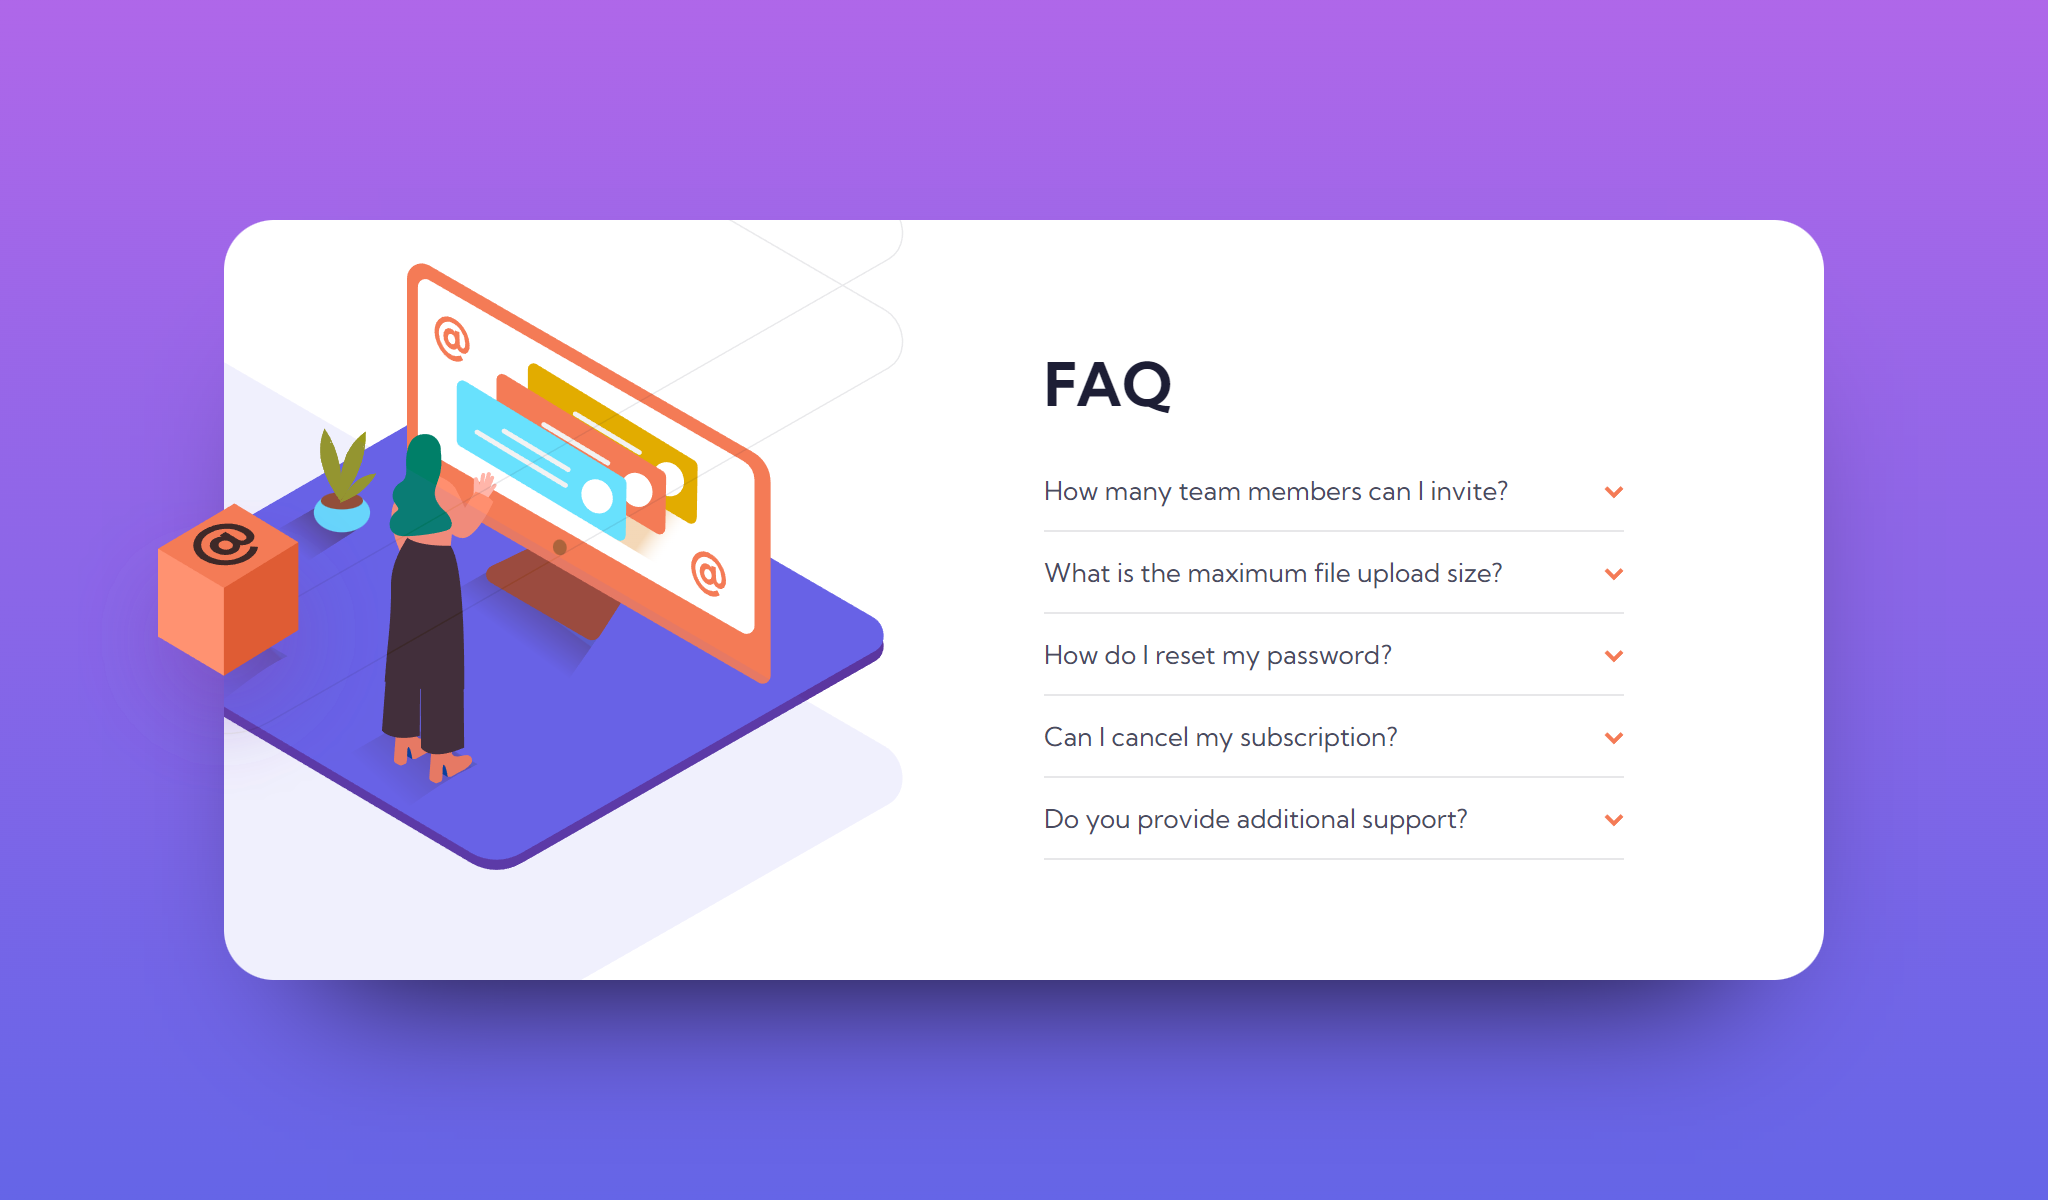 @
@
@
FAQ
How many team members can I invite?
What is the maximum file upload size?
How do I reset my password?
Can I cancel my subscription?
Do you provide additional support?